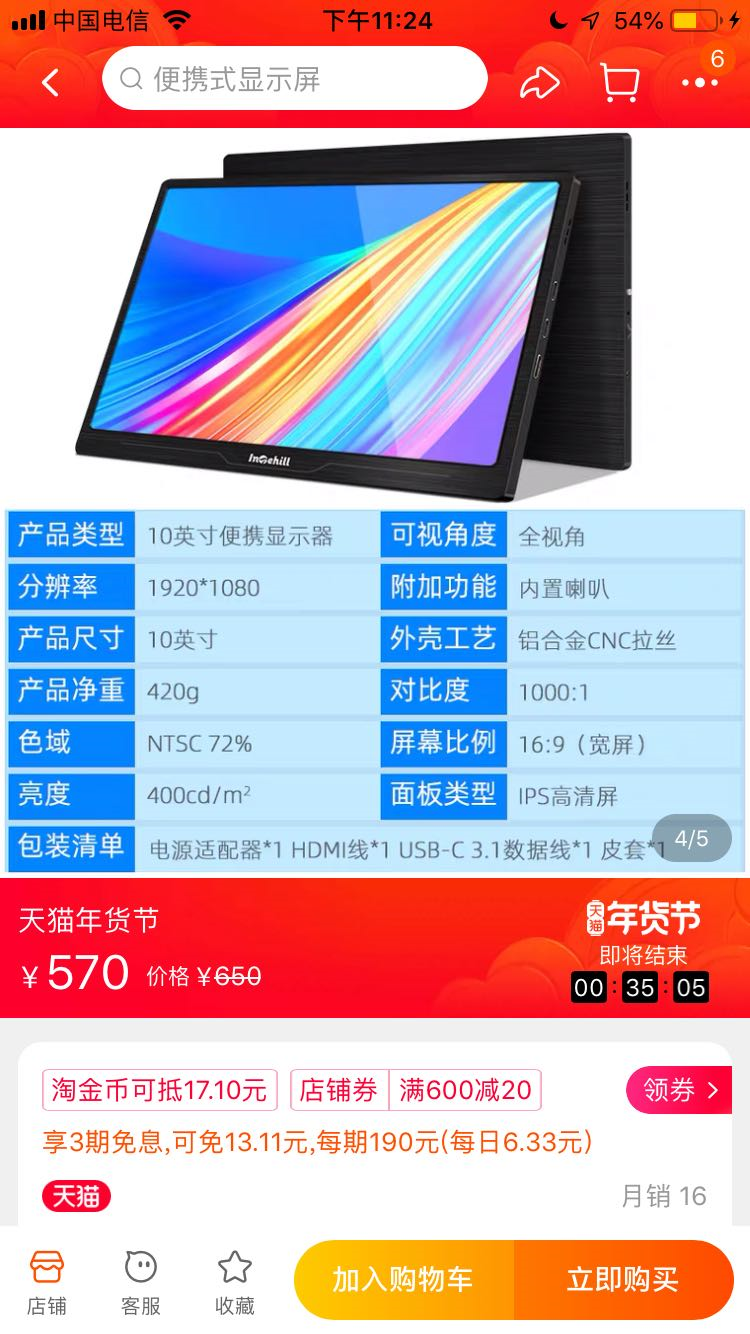 中国电信
下午11:24
54%
便携式显示屏
6
InGehill
产品类型 10英寸便携显示器 可视角度 全视角
分辨率 1920*1080 附加功能 内置喇叭
产品尺寸 10英寸 外壳工艺 铝合金CNC拉丝
产品净重 420g 对比度 1000:1
色域 NTSC 72% 屏幕比例 16:9（宽屏）
亮度 400cd/m² 面板类型 IPS高清屏
包装清单 电源适配器*1 HDMI线*1 USB-C 3.1数据线*1 皮套*1
4/5
天猫年货节
¥570 价格 ¥650
天猫年货节
即将结束
00:35:05
淘金币可抵17.10元 店铺券 满600减20 领券 >
享3期免息,可免13.11元,每期190元(每日6.33元)
天猫 月销 16
店铺 客服 收藏 加入购物车 立即购买